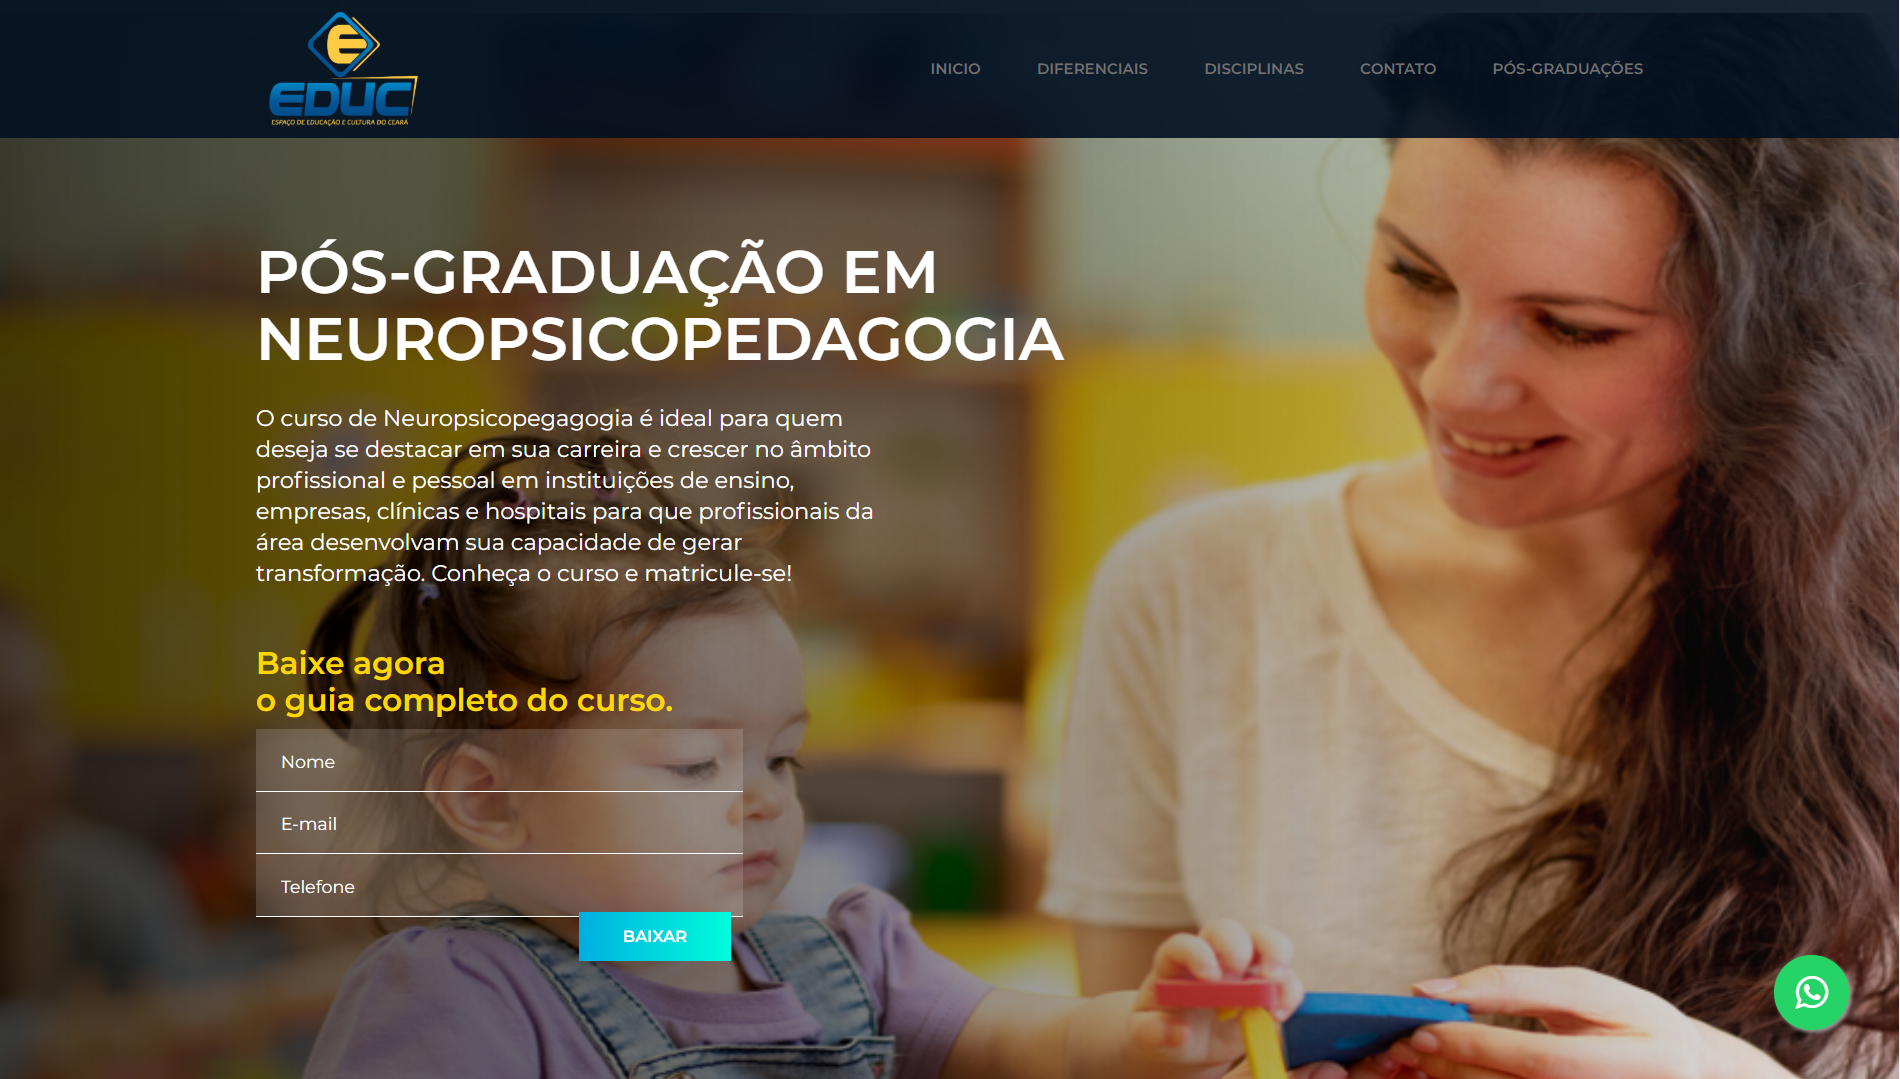 E
EDUC
ESPAÇO DE EDUCAÇÃO E CULTURA DO CEARÁ
INICIO DIFERENCIAIS DISCIPLINAS CONTATO PÓS-GRADUAÇÕES
PÓS-GRADUAÇÃO EM
NEUROPSICOPEDAGOGIA
O curso de Neuropsicopegagogia é ideal para quem
deseja se destacar em sua carreira e crescer no âmbito
profissional e pessoal em instituições de ensino,
empresas, clínicas e hospitais para que profissionais da
área desenvolvam sua capacidade de gerar
transformação. Conheça o curso e matricule-se!
Baixe agora
o guia completo do curso.
Nome
E-mail
Telefone
BAIXAR